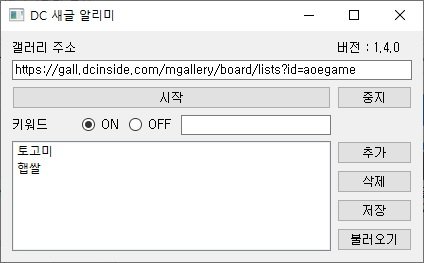 DC 새글 알리미
갤러리 주소 버전 : 1.4.0
https://gall.dcinside.com/mgallery/board/lists?id=aoegame
시작 중지
키워드 ON OFF
토고미 추가
햅쌀
삭제
저장
불러오기